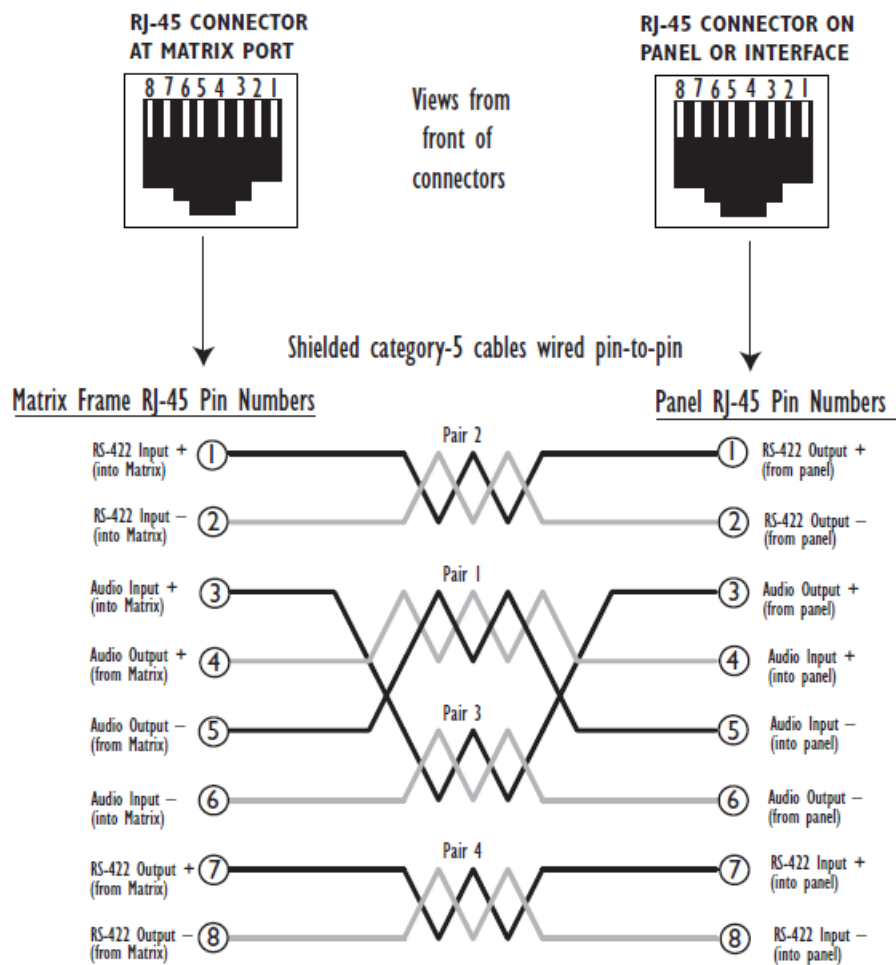 RJ-45 CONNECTOR
AT MATRIX PORT
8 7 6 5 4 3 2 1
Views from
front of
connectors
RJ-45 CONNECTOR ON
PANEL OR INTERFACE
8 7 6 5 4 3 2 1
Shielded category-5 cables wired pin-to-pin
Matrix Frame RJ-45 Pin Numbers
Panel RJ-45 Pin Numbers
RS-422 Input +
(into Matrix)
1
Pair 2
1
RS-422 Output +
(from panel)
RS-422 Input –
(into Matrix)
2
2
RS-422 Output –
(from panel)
Audio Input +
(into Matrix)
3
Pair 1
3
Audio Output +
(from panel)
Audio Output +
(from Matrix)
4
4
Audio Input +
(into panel)
Audio Output –
(from Matrix)
5
Pair 3
5
Audio Input –
(into panel)
Audio Input –
(into Matrix)
6
6
Audio Output –
(from panel)
RS-422 Output +
(from Matrix)
7
Pair 4
7
RS-422 Input +
(into panel)
RS-422 Output –
(from Matrix)
8
8
RS-422 Input –
(into panel)